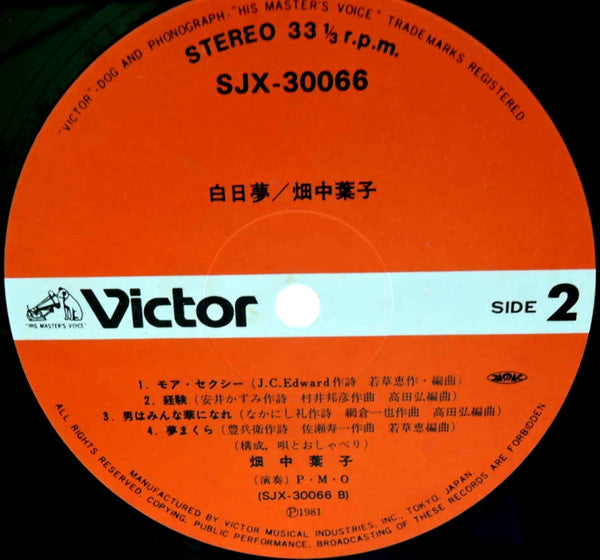 "VICTOR"-DOG AND PHONOGRAPH-"HIS MASTER'S VOICE" TRADEMARKS REGISTERED.
STEREO 33 1/3 r.p.m.
SJX-30066
白日夢／畑中葉子
"HIS MASTER'S VOICE"
Victor
SIDE 2
1. モア・セクシー (J.C.Edward作詩 若草恵作・編曲)
JASRAC
2. 経験 (安井かずみ作詩 村井邦彦作曲 高田弘編曲)
3. 男はみんな華になれ (なかにし礼作詩 網倉一也作曲 高田弘編曲)
4. 夢まくら (豊兵衛作詩 佐瀬寿一作曲 若草恵編曲)
(構成，唄とおしゃべり)
畑中葉子
(演奏) P・M・O
(SJX-30066 B)
Ⓟ1981
MANUFACTURED BY VICTOR MUSICAL INDUSTRIES, INC., TOKYO, JAPAN.
ALL RIGHTS RESERVED, COPYING, PUBLIC PERFORMANCE, BROADCASTING OF THESE RECORDS ARE FORBIDDEN.